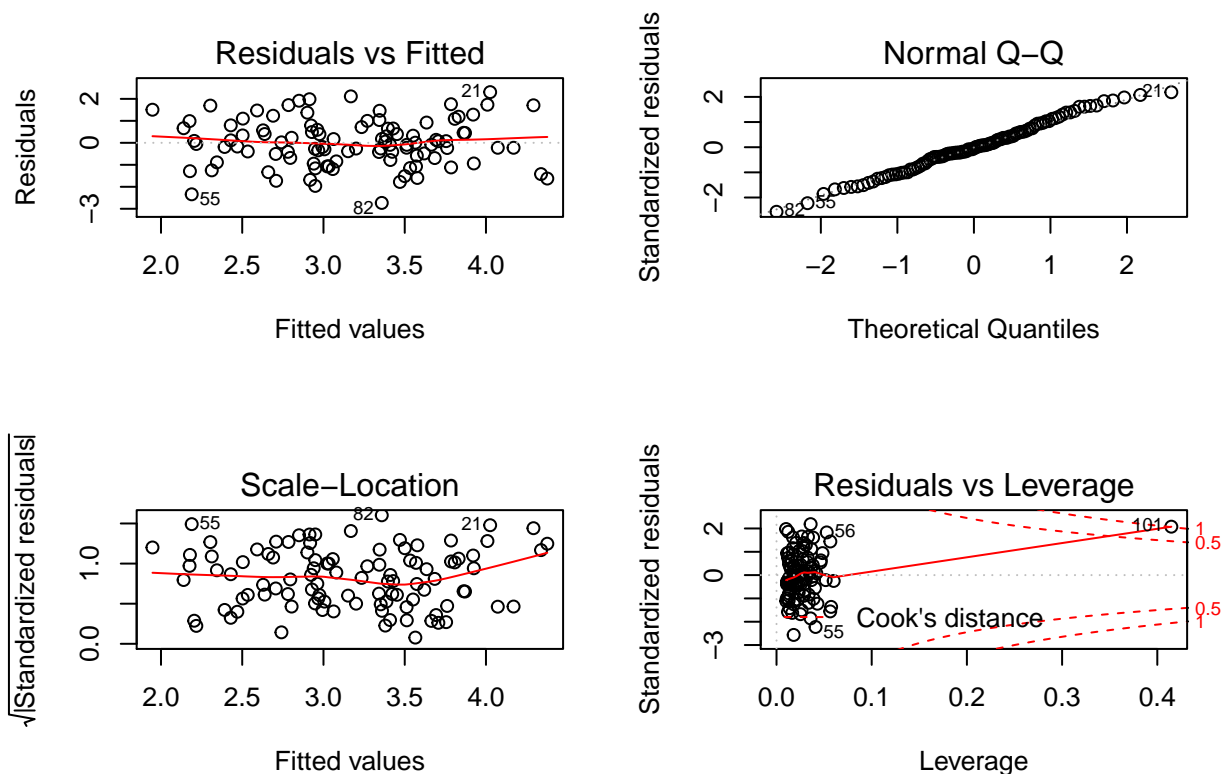 Residuals vs Fitted
Residuals
2
0
−3
21
55
82
2.0 2.5 3.0 3.5 4.0
Fitted values
Normal Q−Q
Standardized residuals
2
0
−2
21
55
82
−2 −1 0 1 2
Theoretical Quantiles
Scale−Location
√|Standardized residuals|
1.0
0.0
55
82
21
2.0 2.5 3.0 3.5 4.0
Fitted values
Residuals vs Leverage
Standardized residuals
2
0
−3
56
101
55
1
0.5
0.5
1
Cook's distance
0.0 0.1 0.2 0.3 0.4
Leverage